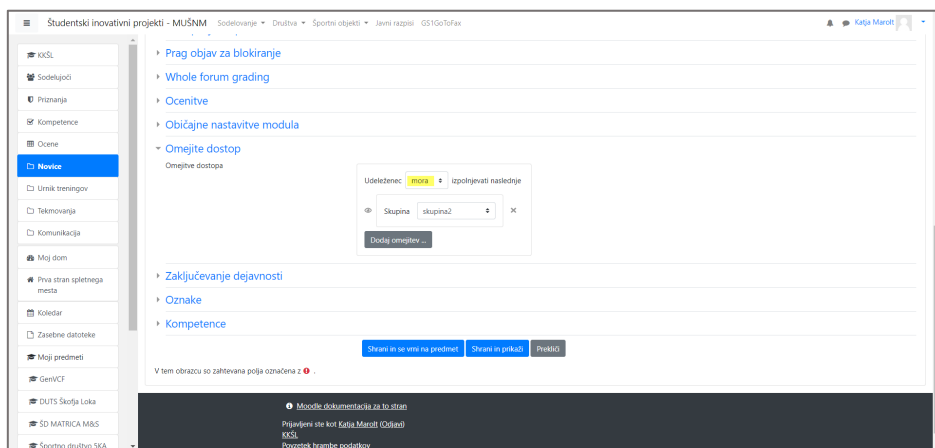 Študentski inovativni projekti - MUŠNM Sodelovanje Društva Športni objekti Javni razpisi GS1GoToFax Katja Marolt
KKŠL
Sodelujoči
Priznanja
Kompetence
Ocene
Novice
Urnik treningov
Tekmovanja
Komunikacija
Moj dom
Prva stran spletnega
mesta
Koledar
Zasebne datoteke
Moji predmeti
GenVCF
DUTS Škofja Loka
ŠD MATRICA M&S
Športno društvo 5KA
Prag objav za blokiranje
Whole forum grading
Ocenitve
Običajne nastavitve modula
Omejite dostop
Omejitve dostopa
Udeleženec mora izpolnjevati naslednje
Skupina skupina2
Dodaj omejitev ...
Zaključevanje dejavnosti
Oznake
Kompetence
Shrani in se vrni na predmet Shrani in prikaži Prekliči
V tem obrazcu so zahtevana polja označena z .
Moodle dokumentacija za to stran
Prijavljeni ste kot Katja Marolt (Odjavi)
KKŠL
Povzetek hrambe podatkov